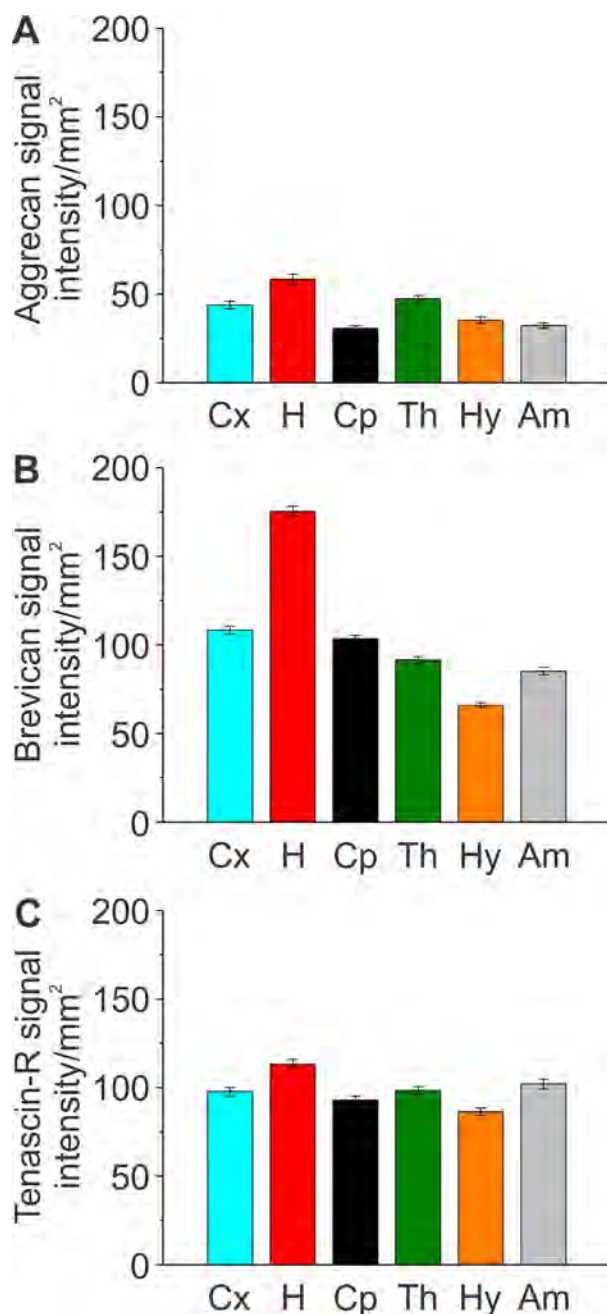 A
Aggrecan signal
intensity/mm²
200
150
100
50
0
Cx H Cp Th Hy Am
B
Brevican signal
intensity/mm²
200
150
100
50
0
Cx H Cp Th Hy Am
C
Tenascin-R signal
intensity/mm²
200
150
100
50
0
Cx H Cp Th Hy Am